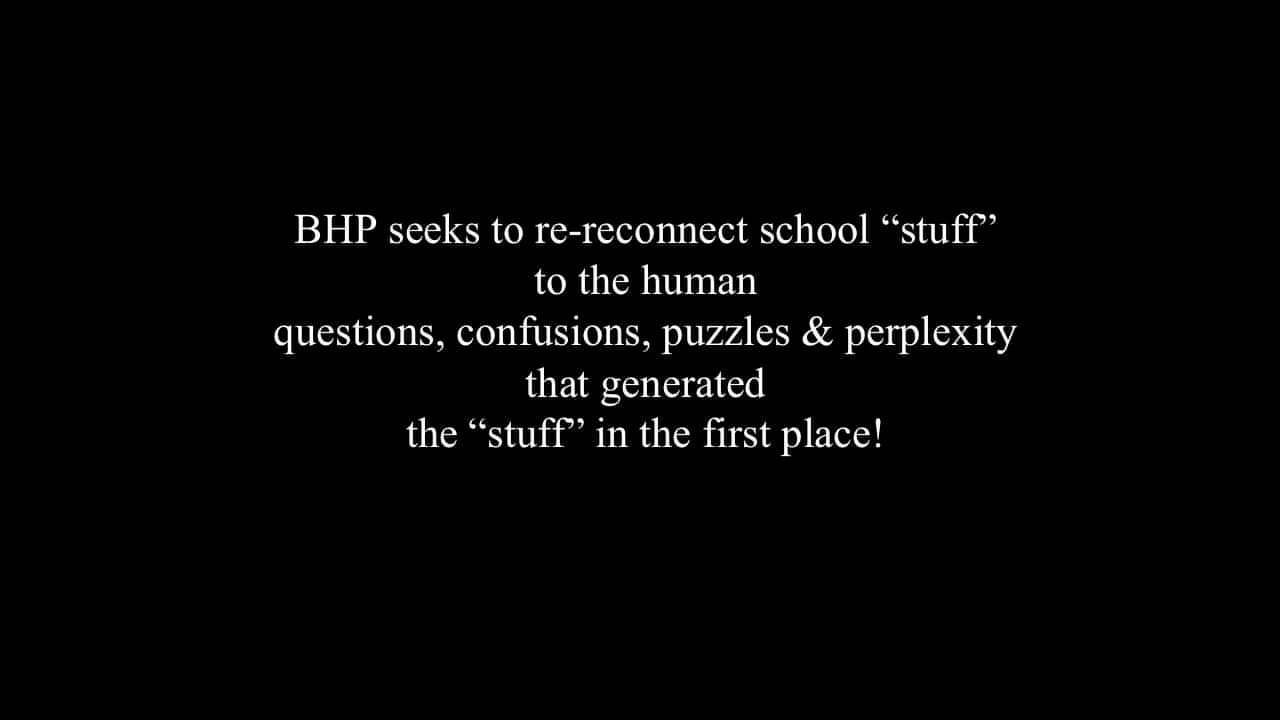 BHP seeks to re-reconnect school “stuff”
to the human
questions, confusions, puzzles & perplexity
that generated
the “stuff” in the first place!